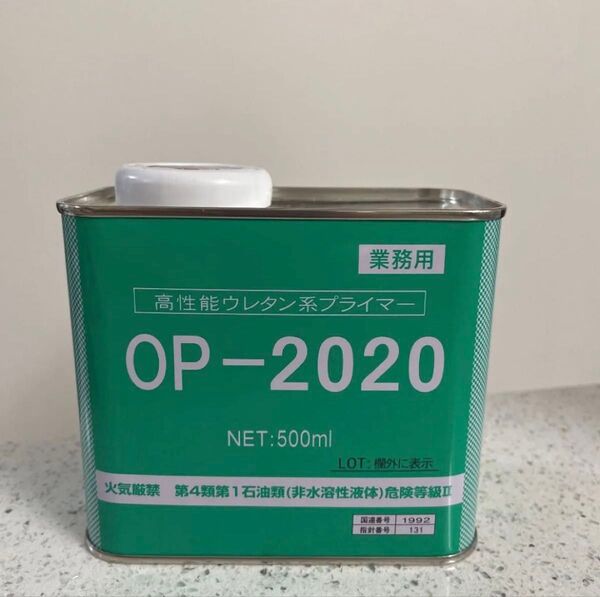 業務用
高性能ウレタン系プライマー
OP-2020
NET:500ml
LOT:欄外に表示
火気厳禁 第4類第1石油類(非水溶性液体)危険等級Ⅱ
国連番号 1992
指針番号 131